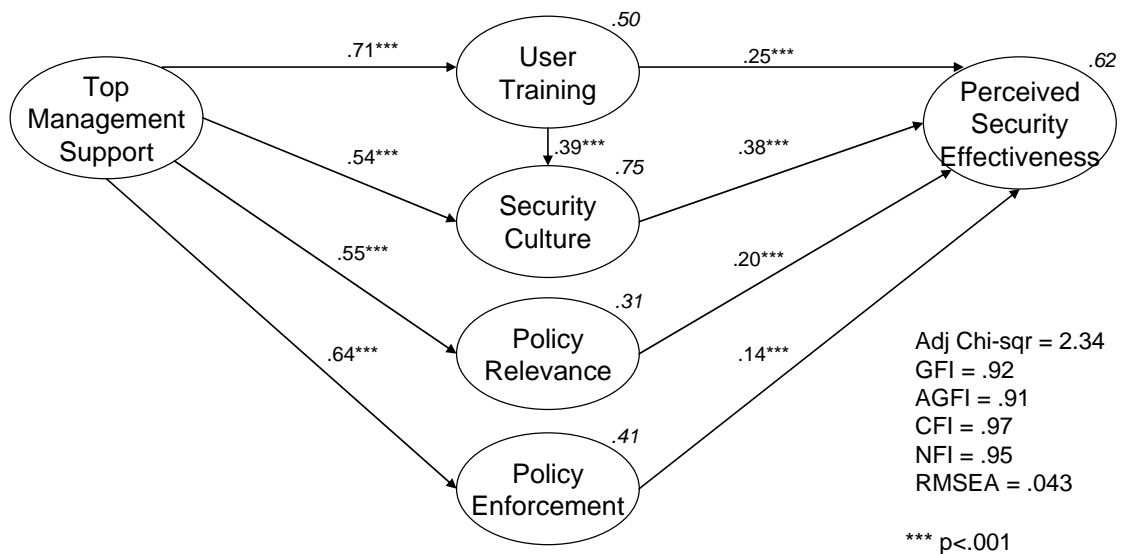 .50
.71***
User
Training
.25***
.62
Top
Management
Support
Perceived
Security
Effectiveness
.54***
.39***
.38***
.75
Security
Culture
.55***
.20***
.31
Policy
Relevance
.64***
.14***
.41
Policy
Enforcement
Adj Chi-sqr = 2.34
GFI = .92
AGFI = .91
CFI = .97
NFI = .95
RMSEA = .043
*** p<.001